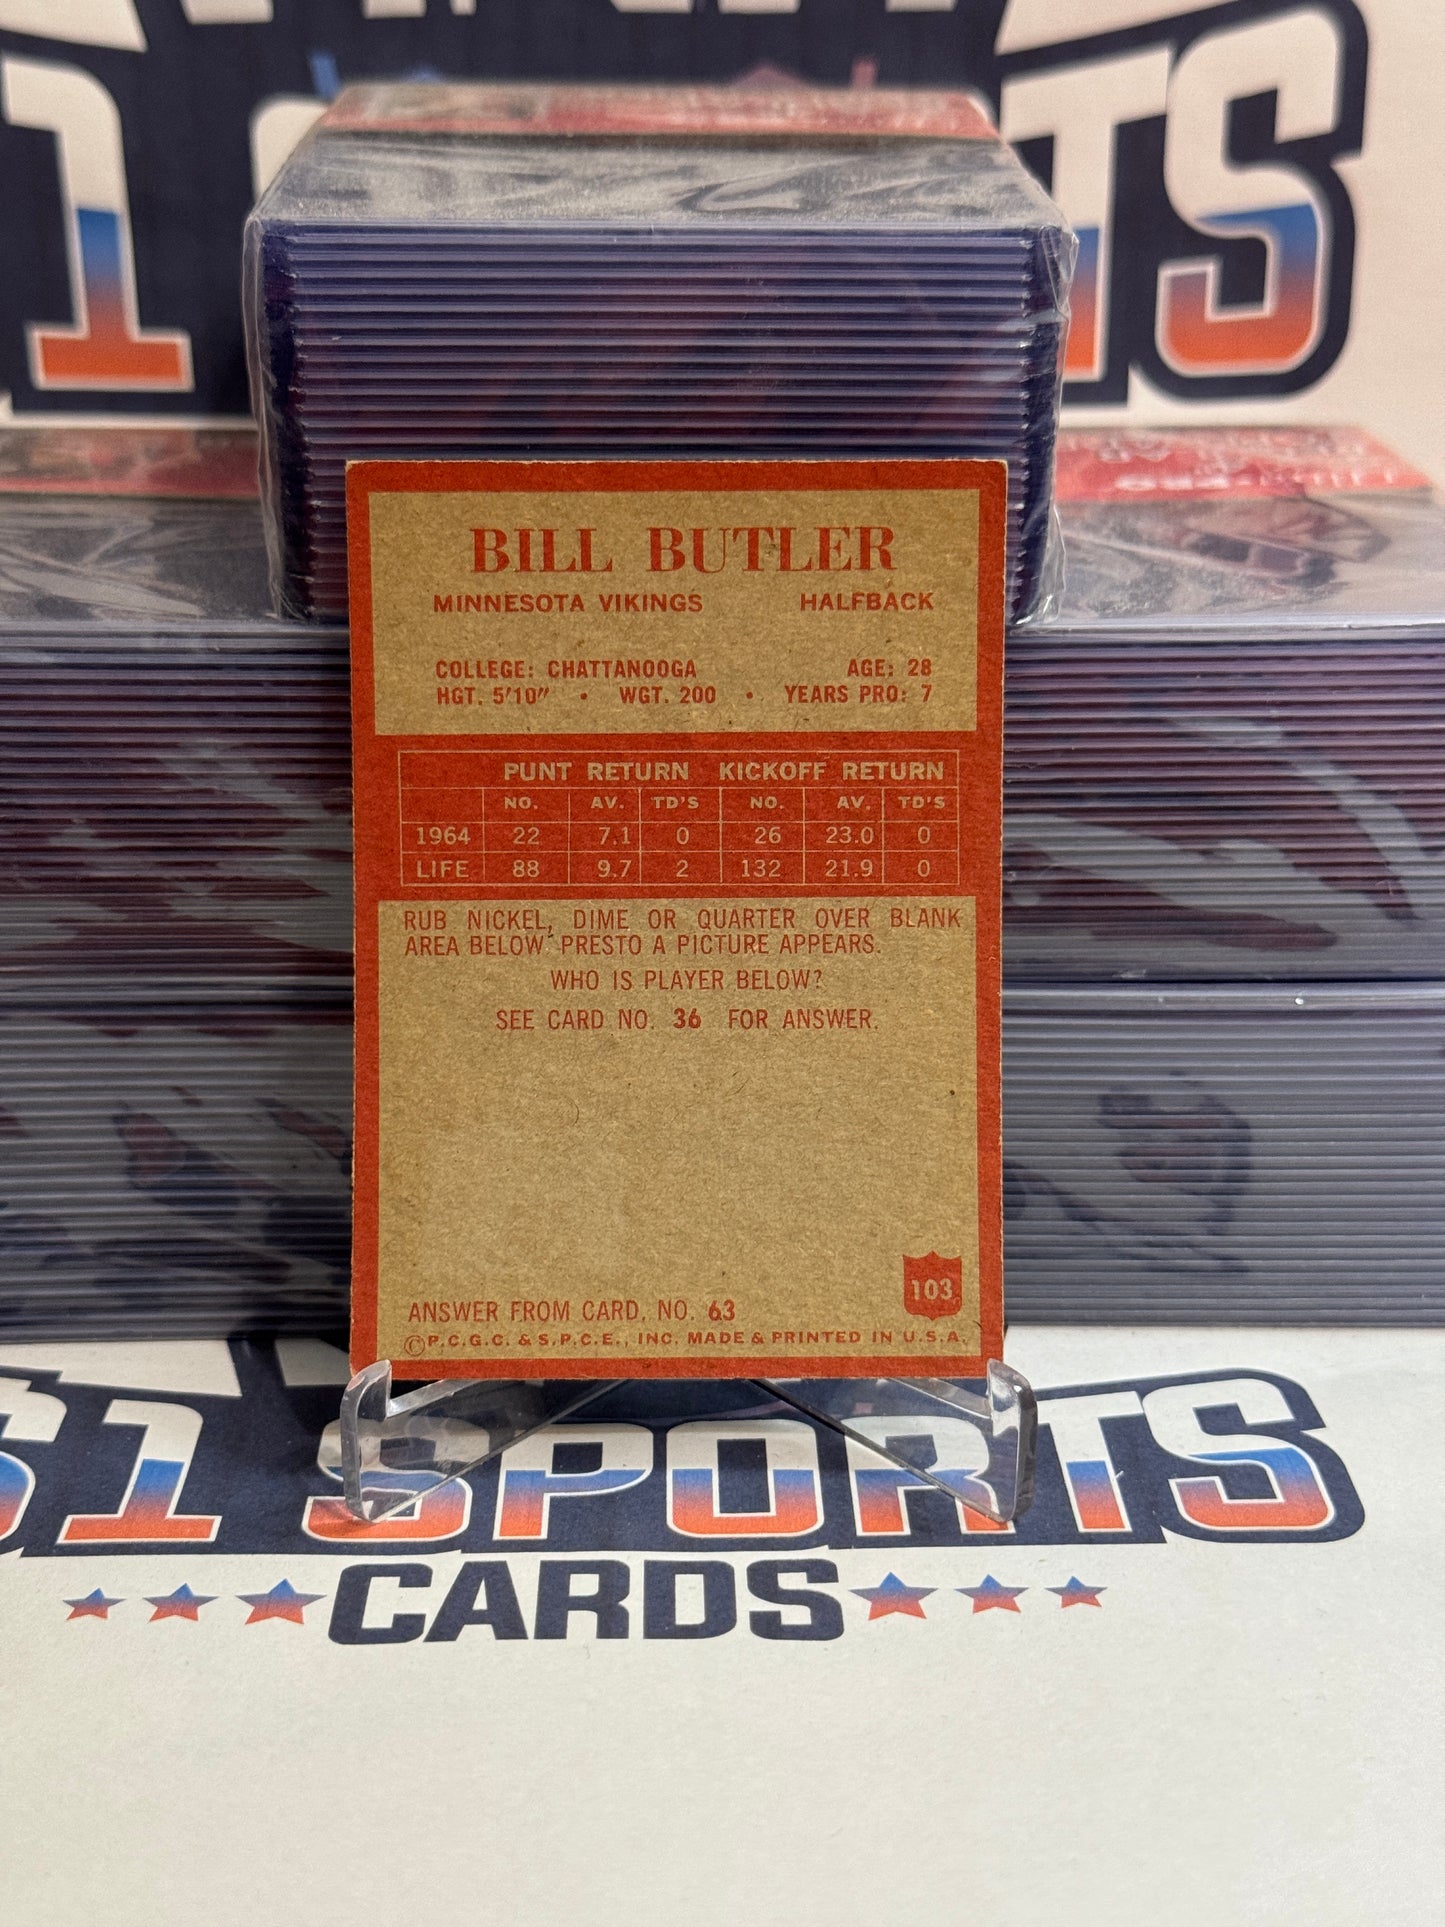 BILL BUTLER
MINNESOTA VIKINGS HALFBACK
COLLEGE: CHATTANOOGA AGE: 28
HGT. 5'10" • WGT. 200 • YEARS PRO: 7
PUNT RETURN KICKOFF RETURN
NO. AV. TD'S NO. AV. TD'S
1964 22 7.1 0 26 23.0 0
LIFE 88 9.7 2 132 21.9 0
RUB NICKEL, DIME OR QUARTER OVER BLANK
AREA BELOW. PRESTO A PICTURE APPEARS.
WHO IS PLAYER BELOW?
SEE CARD NO. 36 FOR ANSWER.
103
ANSWER FROM CARD. NO. 63
©P.C.G.C. & S.P.C.E., INC. MADE & PRINTED IN U.S.A.
1 SPORTS
CARDS